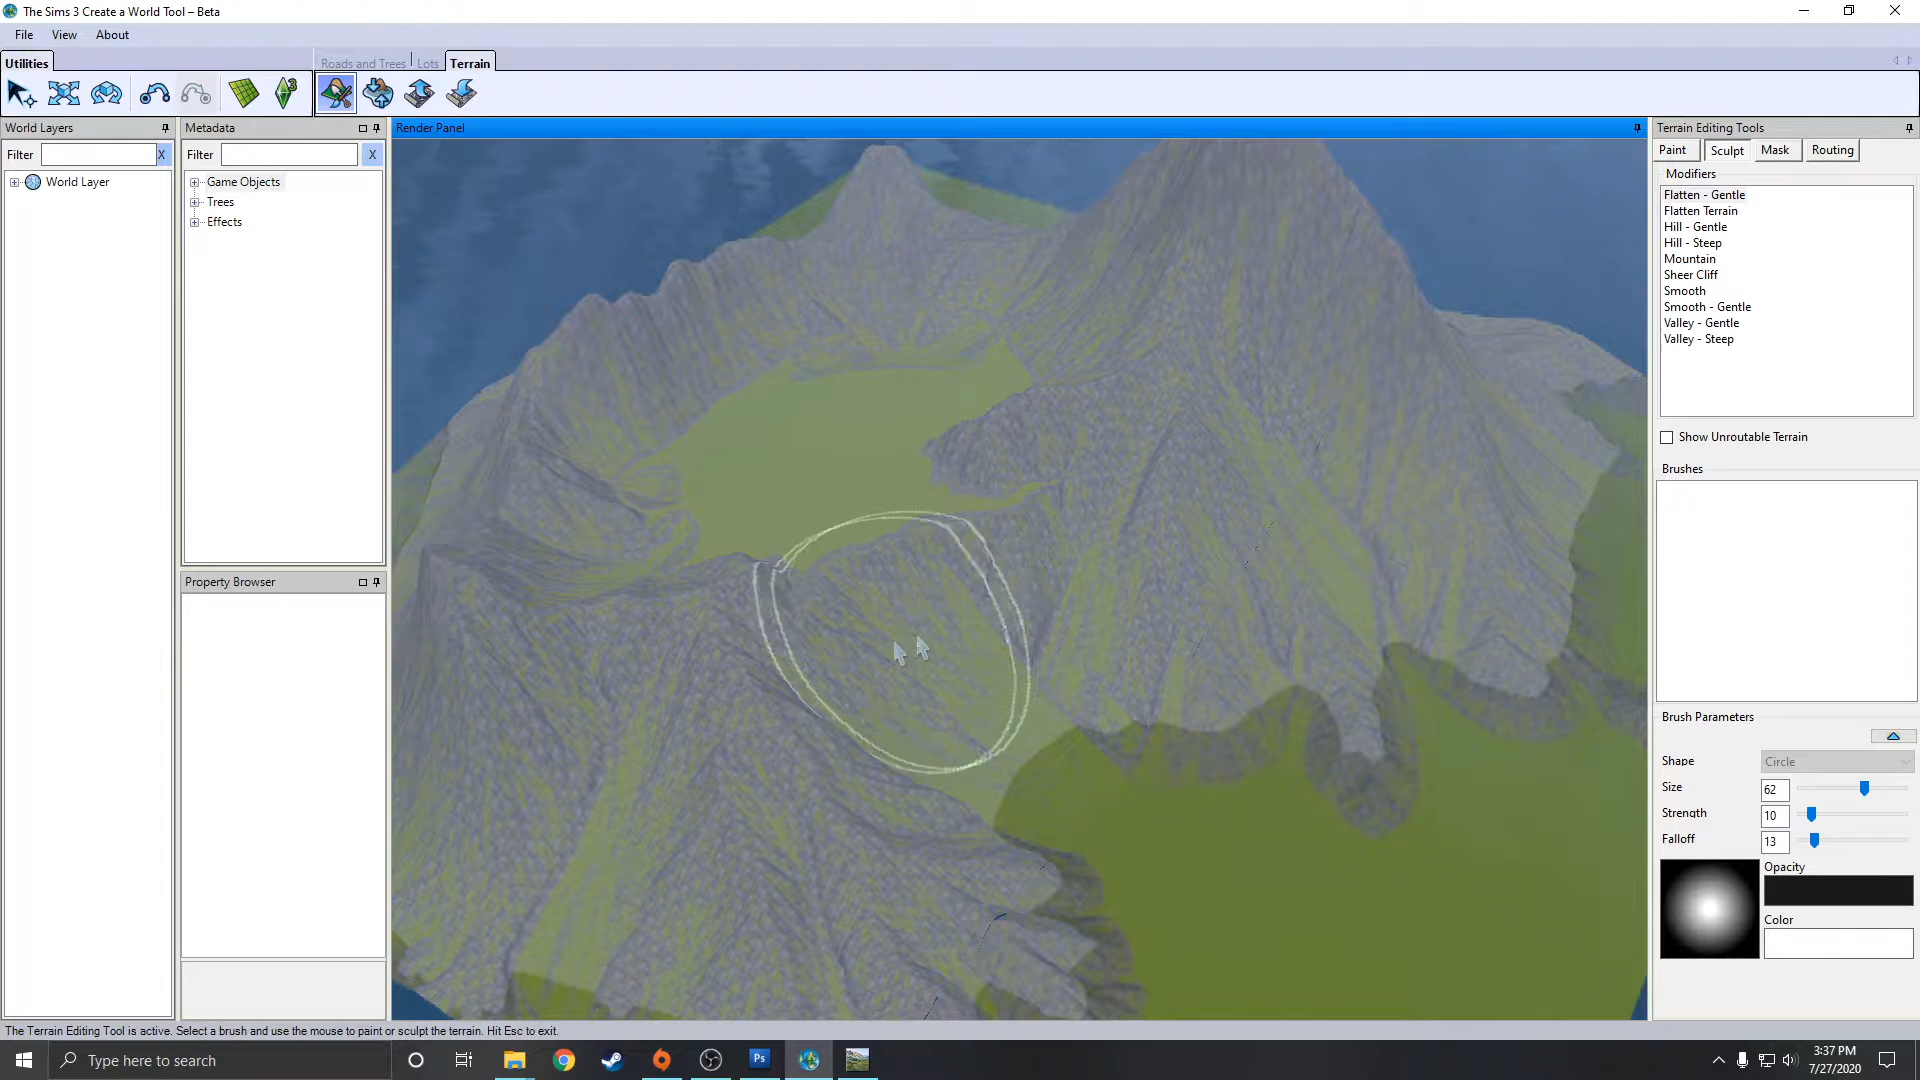 The Sims 3 Create a World Tool – Beta
File View About
Utilities Roads and Trees Lots Terrain
World Layers
Filter X
World Layer
Metadata
Filter X
Game Objects
Trees
Effects
Property Browser
Render Panel
Terrain Editing Tools
Paint Sculpt Mask Routing
Modifiers
Flatten - Gentle
Flatten Terrain
Hill - Gentle
Hill - Steep
Mountain
Sheer Cliff
Smooth
Smooth - Gentle
Valley - Gentle
Valley - Steep
Show Unroutable Terrain
Brushes
Brush Parameters
Shape Circle
Size 62
Strength 10
Falloff 13
Opacity
Color
The Terrain Editing Tool is active. Select a brush and use the mouse to paint or sculpt the terrain. Hit Esc to exit.
Type here to search
Ps
3:37 PM
7/27/2020